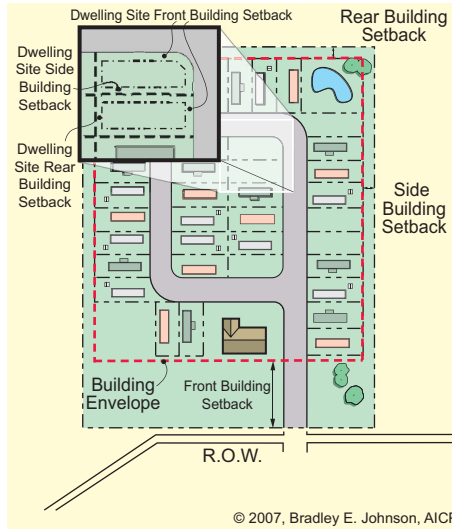 Dwelling Site Front Building Setback
Rear Building
Setback
Dwelling
Site Side
Building
Setback
Dwelling
Site Rear
Building
Setback
Side
Building
Setback
Building
Envelope
Front Building
Setback
R.O.W.
© 2007, Bradley E. Johnson, AICP